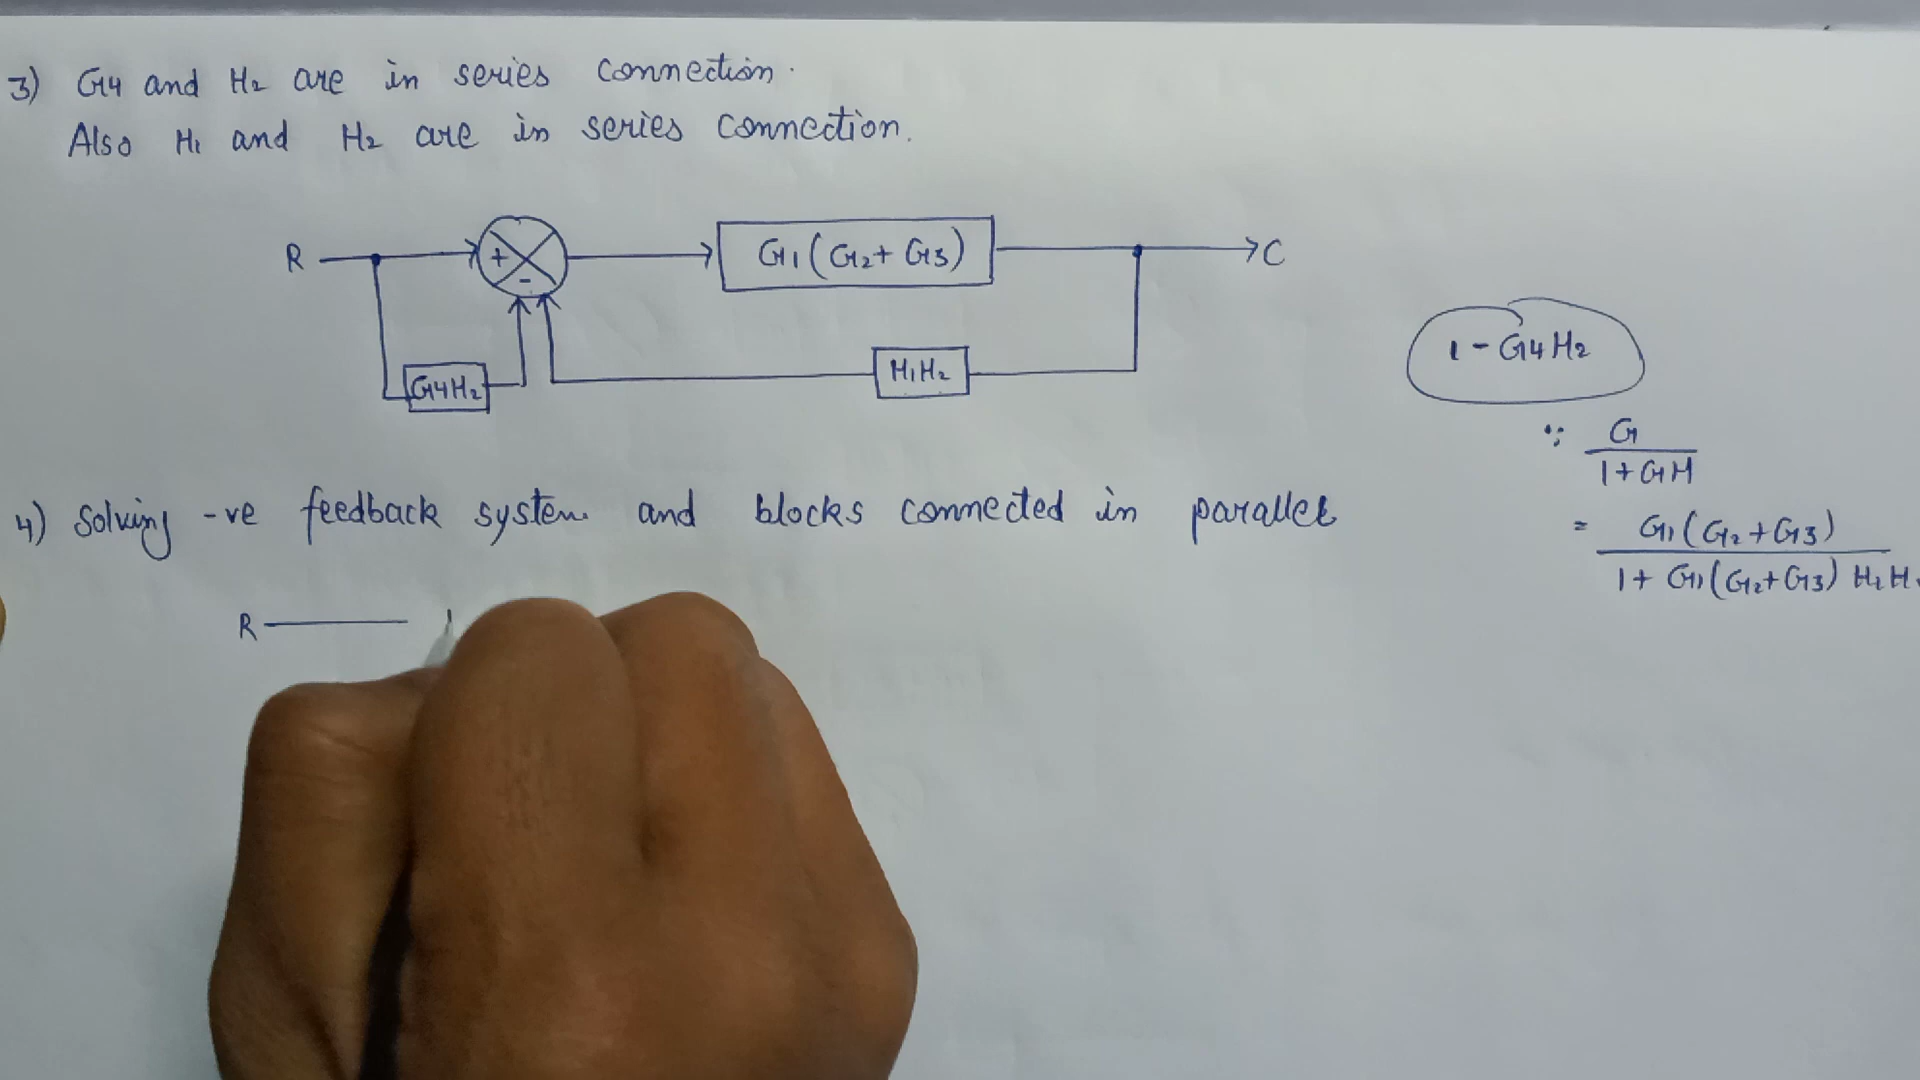 3) G4 and H2 are in series connection.
Also H1 and H2 are in series connection.
R + - G1(G2+ G3) C
G4H2 H1H2
1 - G4H2
∵ G
1+GH
4) Solving -ve feedback system and blocks connected in parallel
= G1(G2+G3)
1+ G1(G2+G3) H2H
R